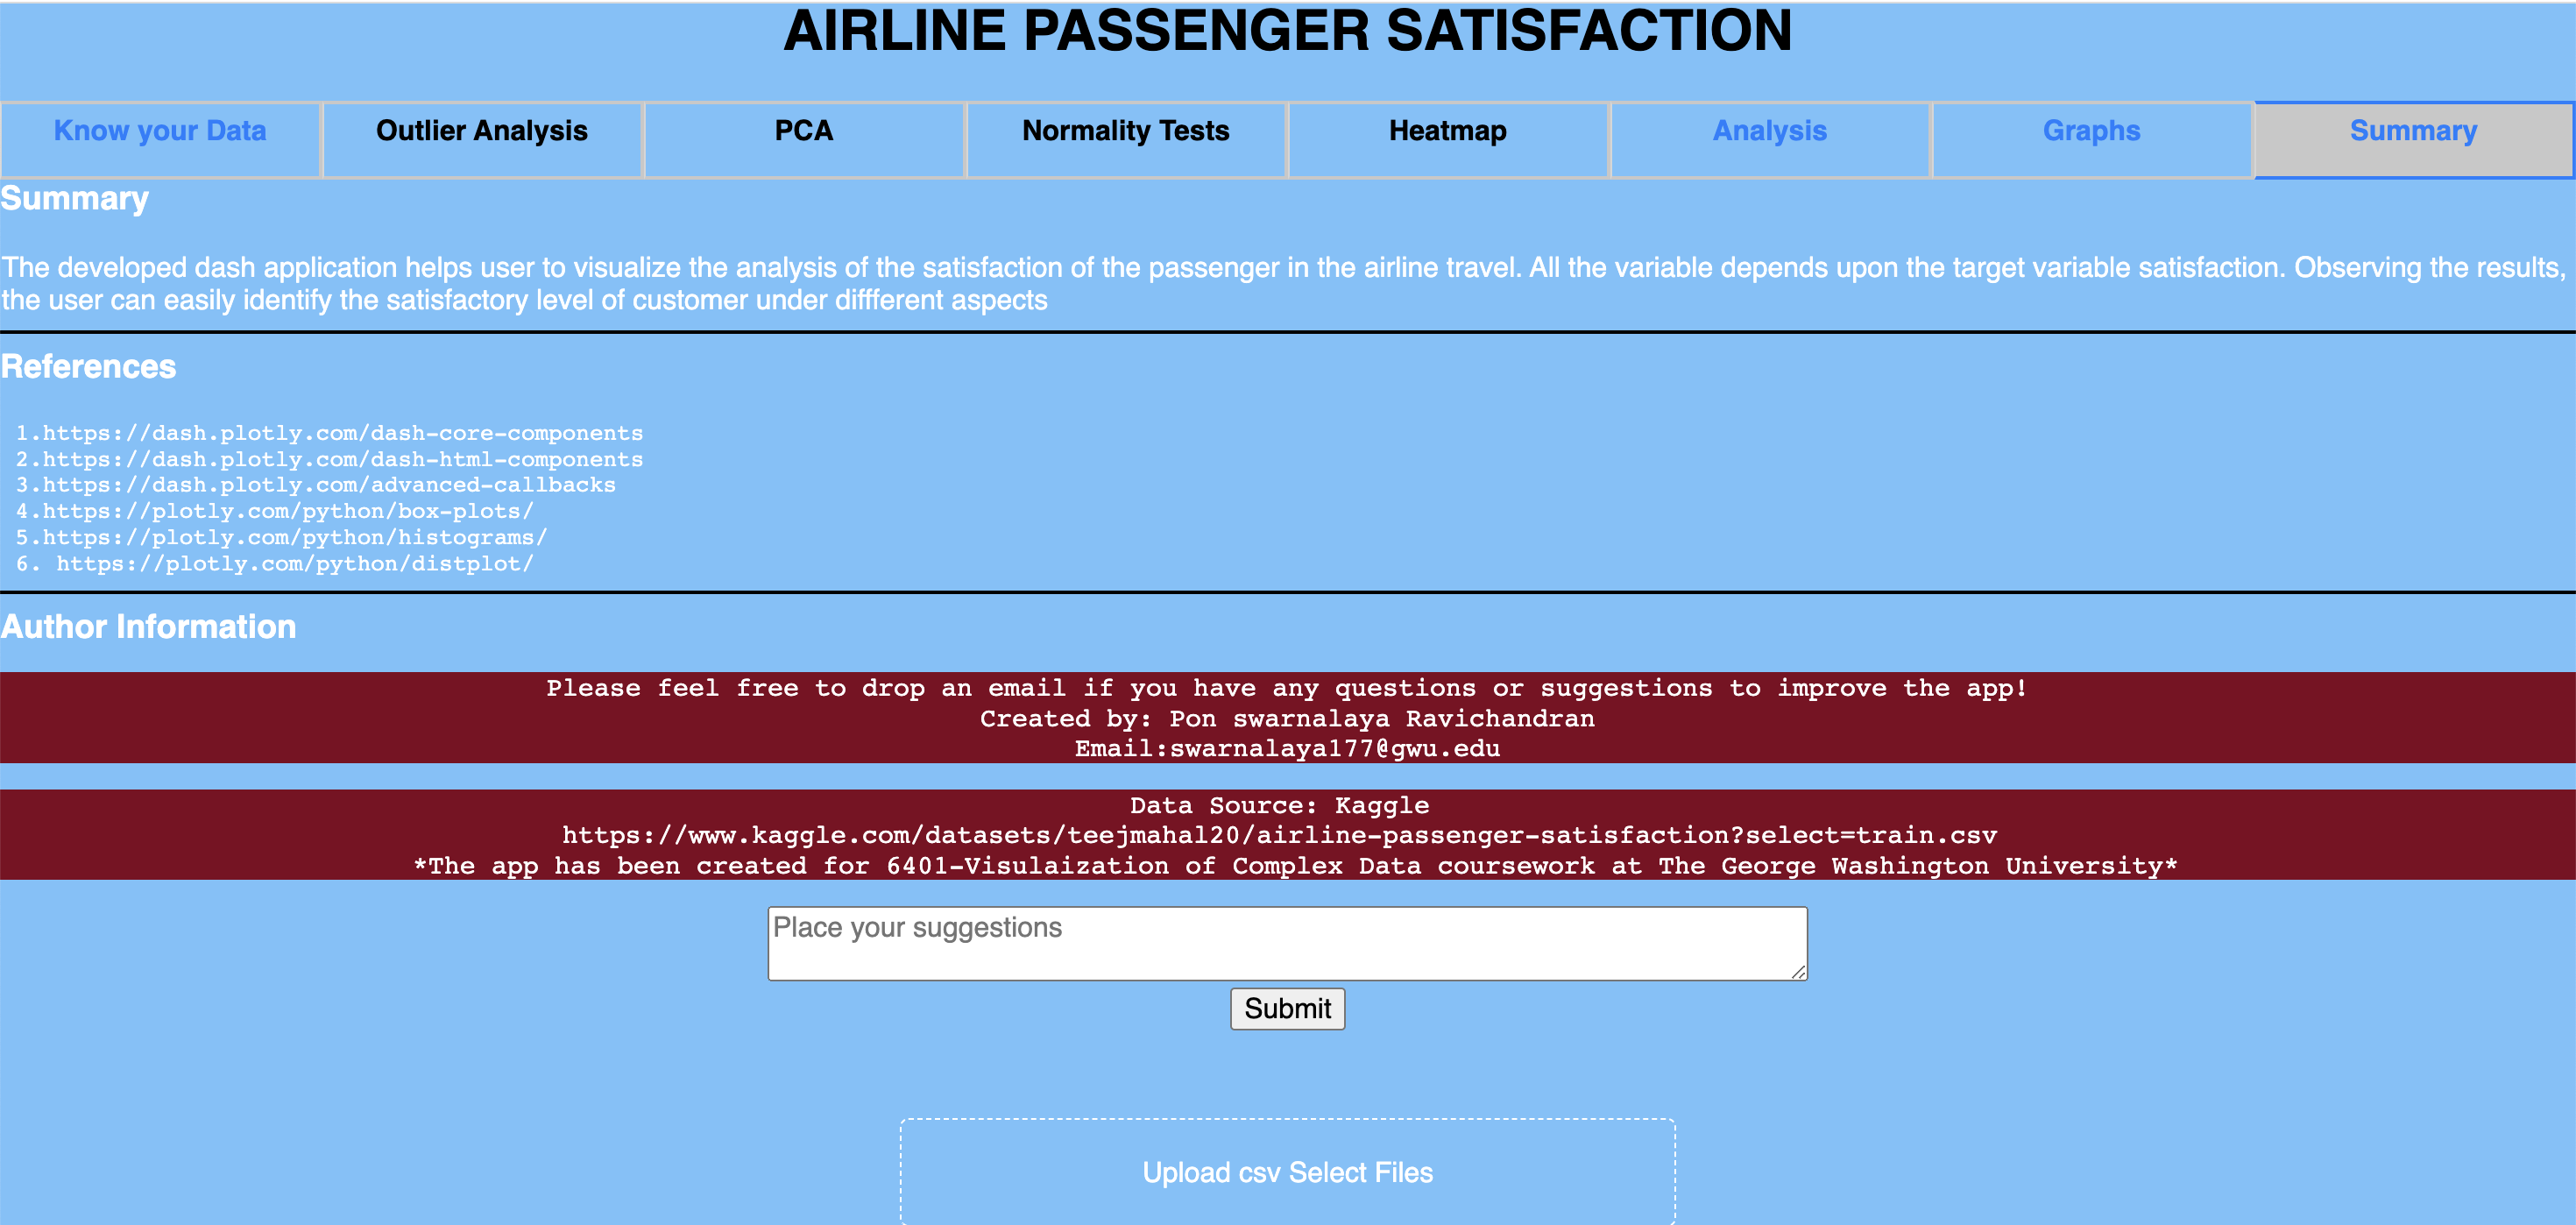 AIRLINE PASSENGER SATISFACTION
Know your Data
Outlier Analysis
PCA
Normality Tests
Heatmap
Analysis
Graphs
Summary
Summary
The developed dash application helps user to visualize the analysis of the satisfaction of the passenger in the airline travel. All the variable depends upon the target variable satisfaction. Observing the results,
the user can easily identify the satisfactory level of customer under diffferent aspects
References
1.https://dash.plotly.com/dash-core-components
2.https://dash.plotly.com/dash-html-components
3.https://dash.plotly.com/advanced-callbacks
4.https://plotly.com/python/box-plots/
5.https://plotly.com/python/histograms/
6. https://plotly.com/python/distplot/
Author Information
Please feel free to drop an email if you have any questions or suggestions to improve the app!
Created by: Pon swarnalaya Ravichandran
Email:swarnalaya177@gwu.edu
Data Source: Kaggle
https://www.kaggle.com/datasets/teejmahal20/airline-passenger-satisfaction?select=train.csv
*The app has been created for 6401-Visulaization of Complex Data coursework at The George Washington University*
Place your suggestions
Submit
Upload csv Select Files